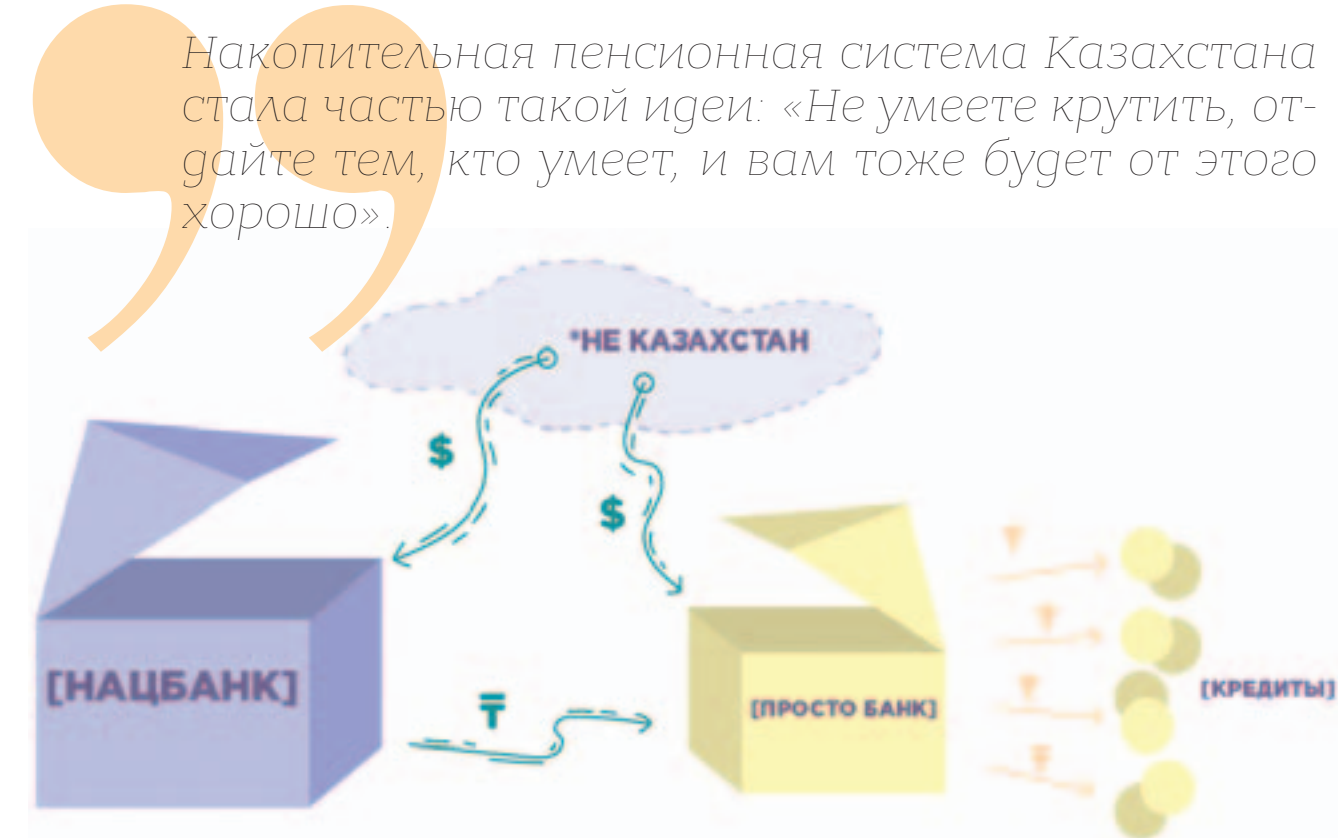 Накопительная пенсионная система Казахстана
стала частью такой идеи: «Не умеете крутить, от-
дайте тем, кто умеет, и вам тоже будет от этого
хорошо».
*НЕ КАЗАХСТАН
$
$
[НАЦБАНК]
₸
[ПРОСТО БАНК]
₸
₸
₸
₸
[КРЕДИТЫ]